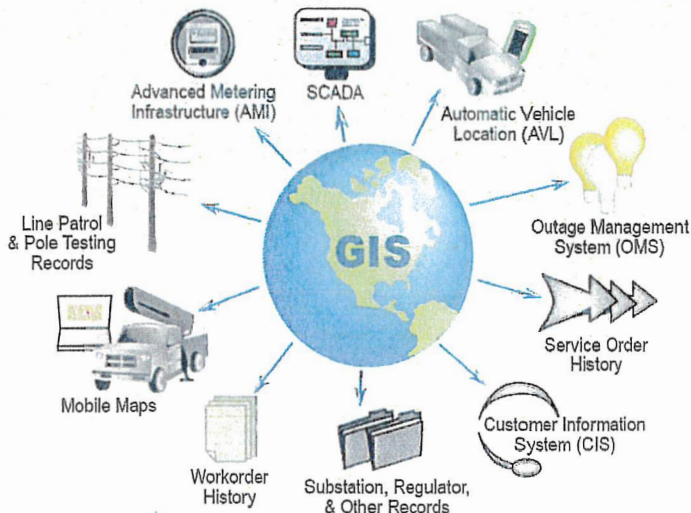 Advanced Metering
Infrastructure (AMI)
SCADA
Automatic Vehicle
Location (AVL)
Line Patrol
& Pole Testing
Records
GIS
Outage Management
System (OMS)
Service Order
History
Mobile Maps
Customer Information
System (CIS)
Workorder
History
Substation, Regulator,
& Other Records